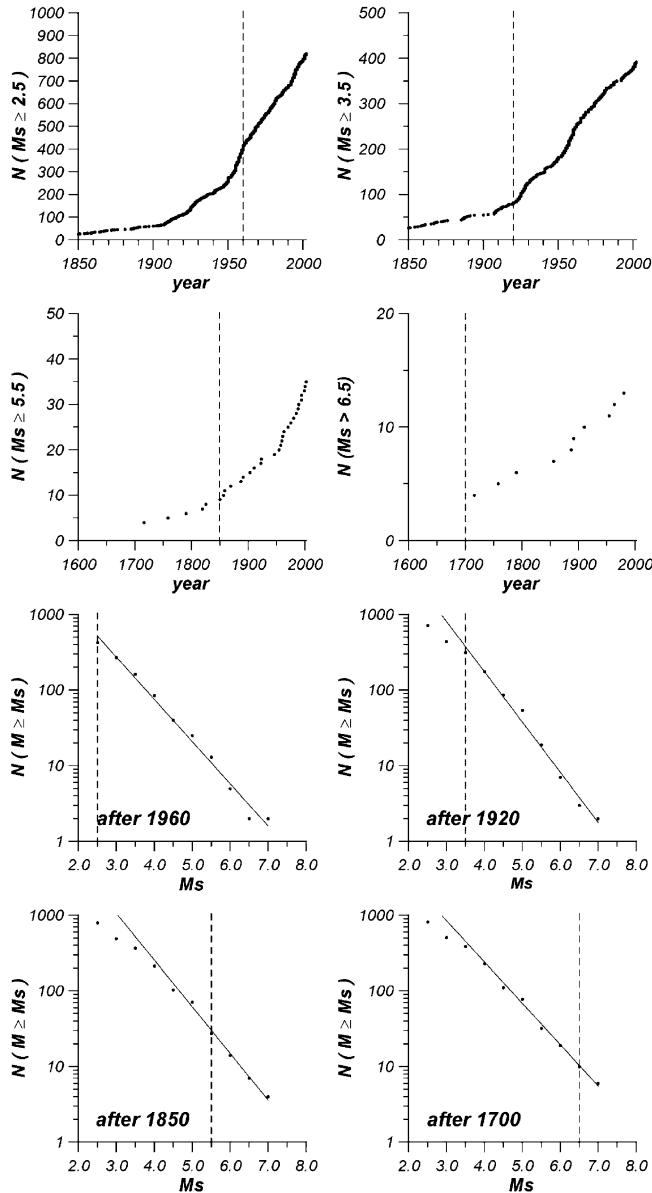 1000
900
800
700
600
500
400
300
200
100
0
N ( Ms ≥ 2.5 )
1850 1900 1950 2000
year
500
400
300
200
100
0
N ( Ms ≥ 3.5 )
1850 1900 1950 2000
year
50
40
30
20
10
0
N ( Ms ≥ 5.5 )
1600 1700 1800 1900 2000
year
20
10
0
N (Ms > 6.5)
1600 1700 1800 1900 2000
year
1000
100
10
1
N ( M ≥ Ms )
after 1960
2.0 3.0 4.0 5.0 6.0 7.0 8.0
Ms
1000
100
10
1
N ( M ≥ Ms )
after 1920
2.0 3.0 4.0 5.0 6.0 7.0 8.0
Ms
1000
100
10
1
N ( M ≥ Ms )
after 1850
2.0 3.0 4.0 5.0 6.0 7.0 8.0
Ms
1000
100
10
1
N ( M ≥ Ms )
after 1700
2.0 3.0 4.0 5.0 6.0 7.0 8.0
Ms